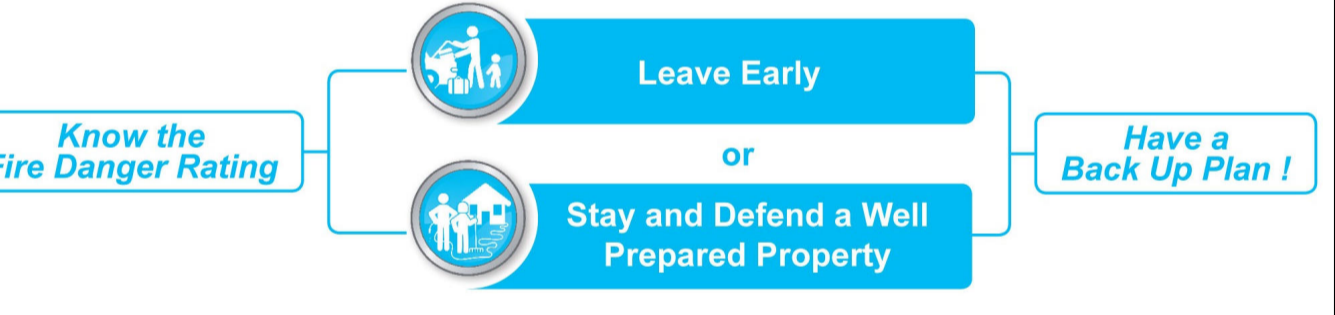 Know the
Fire Danger Rating
Leave Early
or
Stay and Defend a Well
Prepared Property
Have a
Back Up Plan !